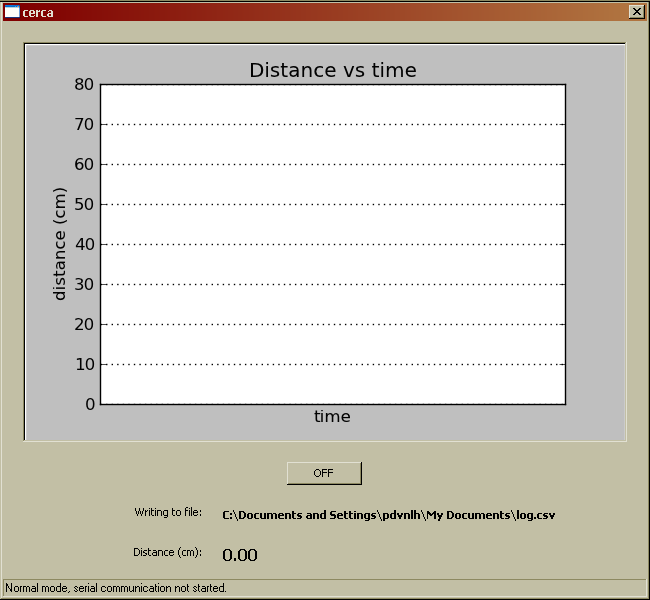 cerca
Distance vs time
80
70
60
50
40
30
20
10
0
distance (cm)
time
OFF
Writing to file: C:\Documents and Settings\pdvnlh\My Documents\log.csv
Distance (cm): 0.00
Normal mode, serial communication not started.